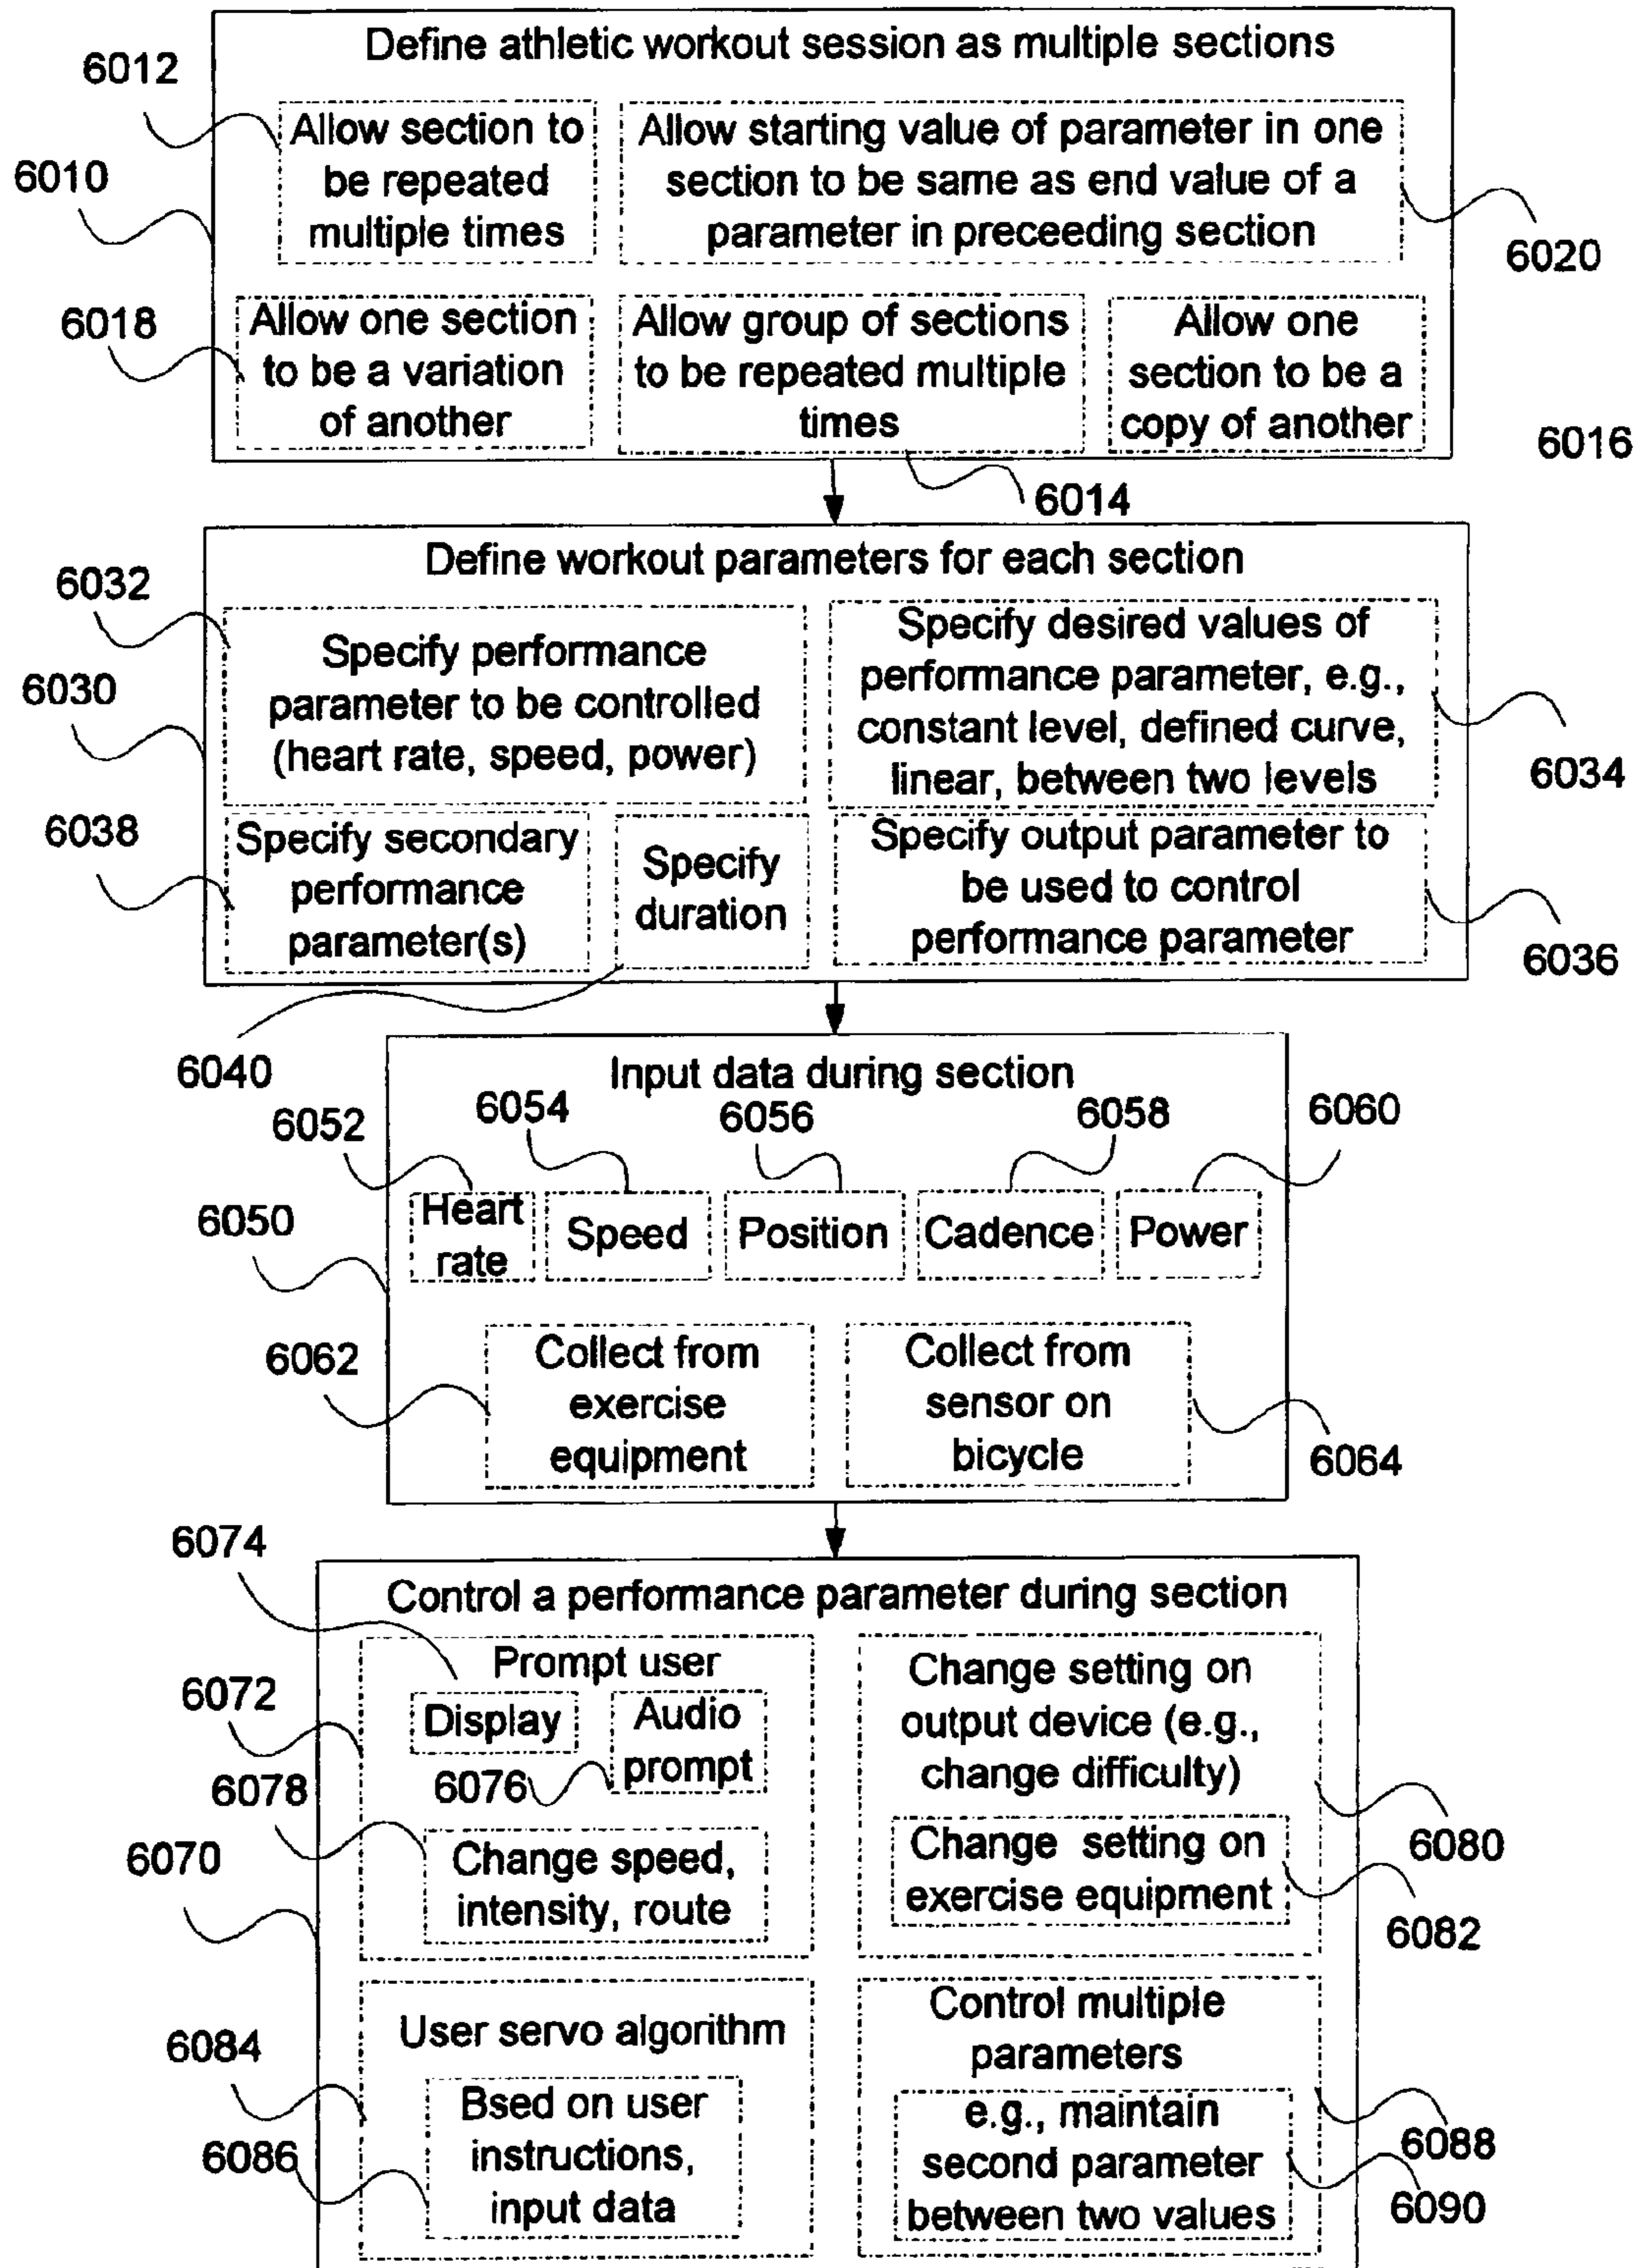 Define athletic workout session as multiple sections
6012
Allow section to
be repeated
multiple times
Allow starting value of parameter in one
section to be same as end value of a
parameter in preceeding section
6010
6020
6018
Allow one section
to be a variation
of another
Allow group of sections
to be repeated multiple
times
Allow one
section to be a
copy of another
6016
6014
Define workout parameters for each section
6032
Specify performance
parameter to be controlled
(heart rate, speed, power)
Specify desired values of
performance parameter, e.g.,
constant level, defined curve,
linear, between two levels
6030
6034
6038
Specify secondary
performance
parameter(s)
Specify
duration
Specify output parameter to
be used to control
performance parameter
6036
6040
Input data during section
6052
6054
6056
6058
6060
6050
Heart
rate
Speed
Position
Cadence
Power
6062
Collect from
exercise
equipment
Collect from
sensor on
bicycle
6064
6074
Control a performance parameter during section
6072
Prompt user
Display
Audio
prompt
6076
6078
Change speed,
intensity, route
6070
Change setting on
output device (e.g.,
change difficulty)
6080
Change setting on
exercise equipment
6082
6084
User servo algorithm
6086
Bsed on user
instructions,
input data
Control multiple
parameters
6088
e.g., maintain
second parameter
between two values
6090